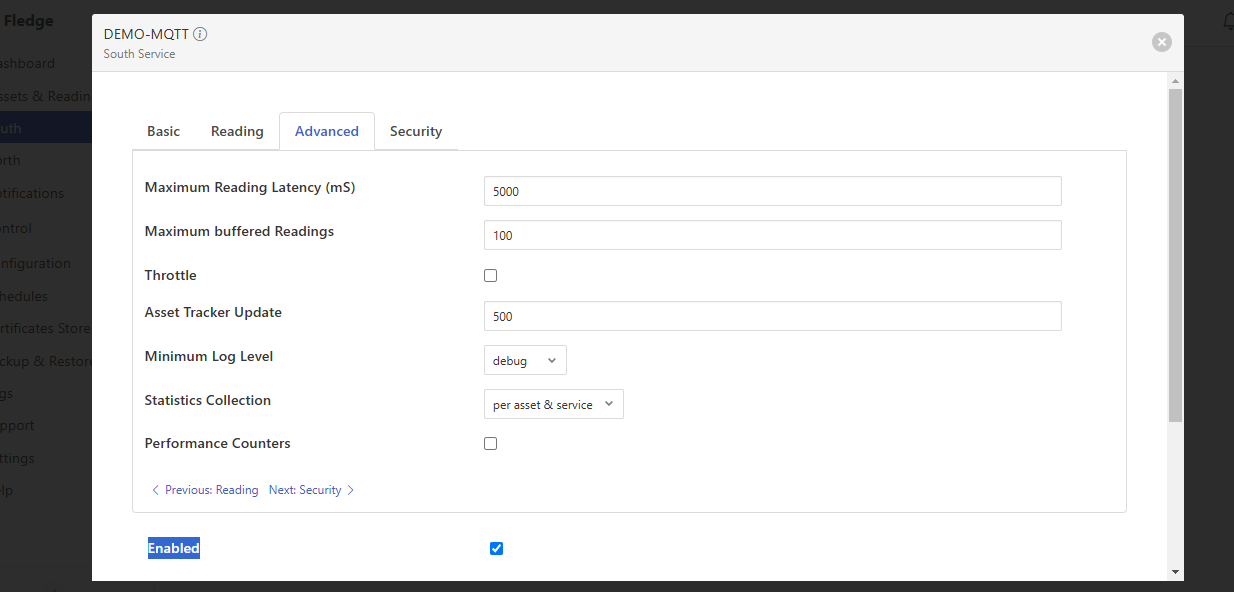 Fledge
DEMO-MQTT
South Service
ashboard
ssets & Readin
uth
rth
tifications
ntrol
nfiguration
hedules
rtificates Store
ckup & Restore
gs
pport
ttings
lp
Basic Reading Advanced Security
Maximum Reading Latency (mS) 5000
Maximum buffered Readings 100
Throttle
Asset Tracker Update 500
Minimum Log Level debug
Statistics Collection per asset & service
Performance Counters
Previous: Reading Next: Security
Enabled